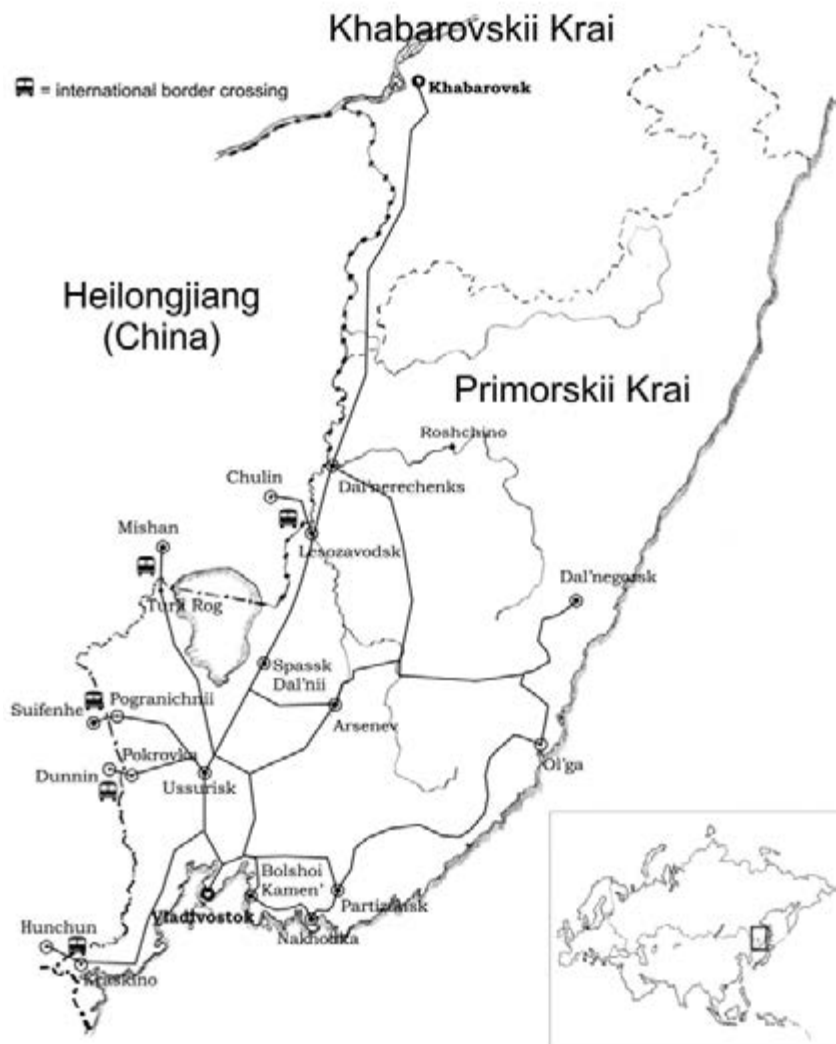 Khabarovskii Krai
= international border crossing
Khabarovsk
Heilongjiang
(China)
Primorskii Krai
Roshchino
Dal'nerechenks
Chulin
Mishan
Lesozavodsk
Dal'negorsk
Turii Rog
Spassk
Dal'nii
Pogranichnii
Suifenhe
Arsenev
Pokrovka
Dunnin
Ussurisk
Ol'ga
Bolshoi
Kamen'
Partizansk
Vladivostok
Nakhodka
Hunchun
Kraskino